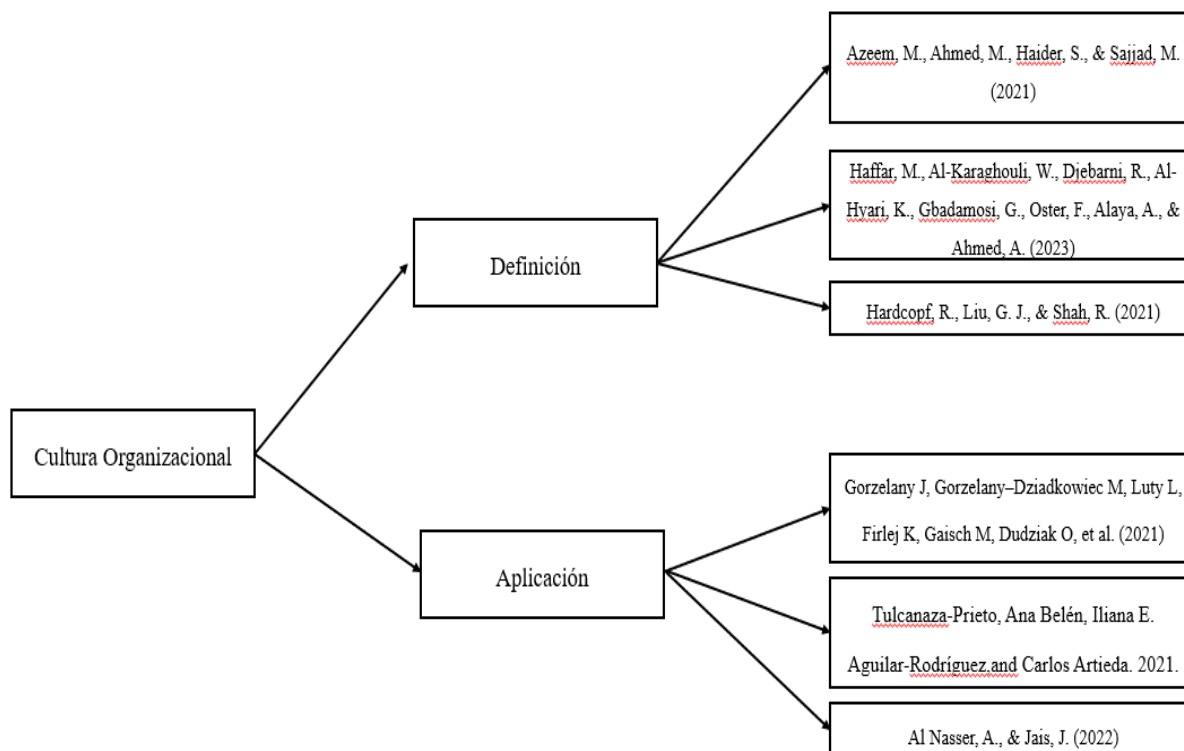 Azeem, M., Ahmed, M., Haider, S., & Sajjad, M.
(2021)
Haffar, M., Al-Karaghouli, W., Djebarni, R., Al-
Hyari, K., Gbadamosi, G., Oster, F., Alaya, A., &
Ahmed, A. (2023)
Definición
Hardcopf, R., Liu, G. J., & Shah, R. (2021)
Cultura Organizacional
Gorzelany J, Gorzelany–Dziadkowiec M, Luty L,
Firlej K, Gaisch M, Dudziak O, et al. (2021)
Aplicación
Tulcanaza-Prieto, Ana Belén, Iliana E.
Aguilar-Rodríguez,and Carlos Artieda. 2021.
Al Nasser, A., & Jais, J. (2022)